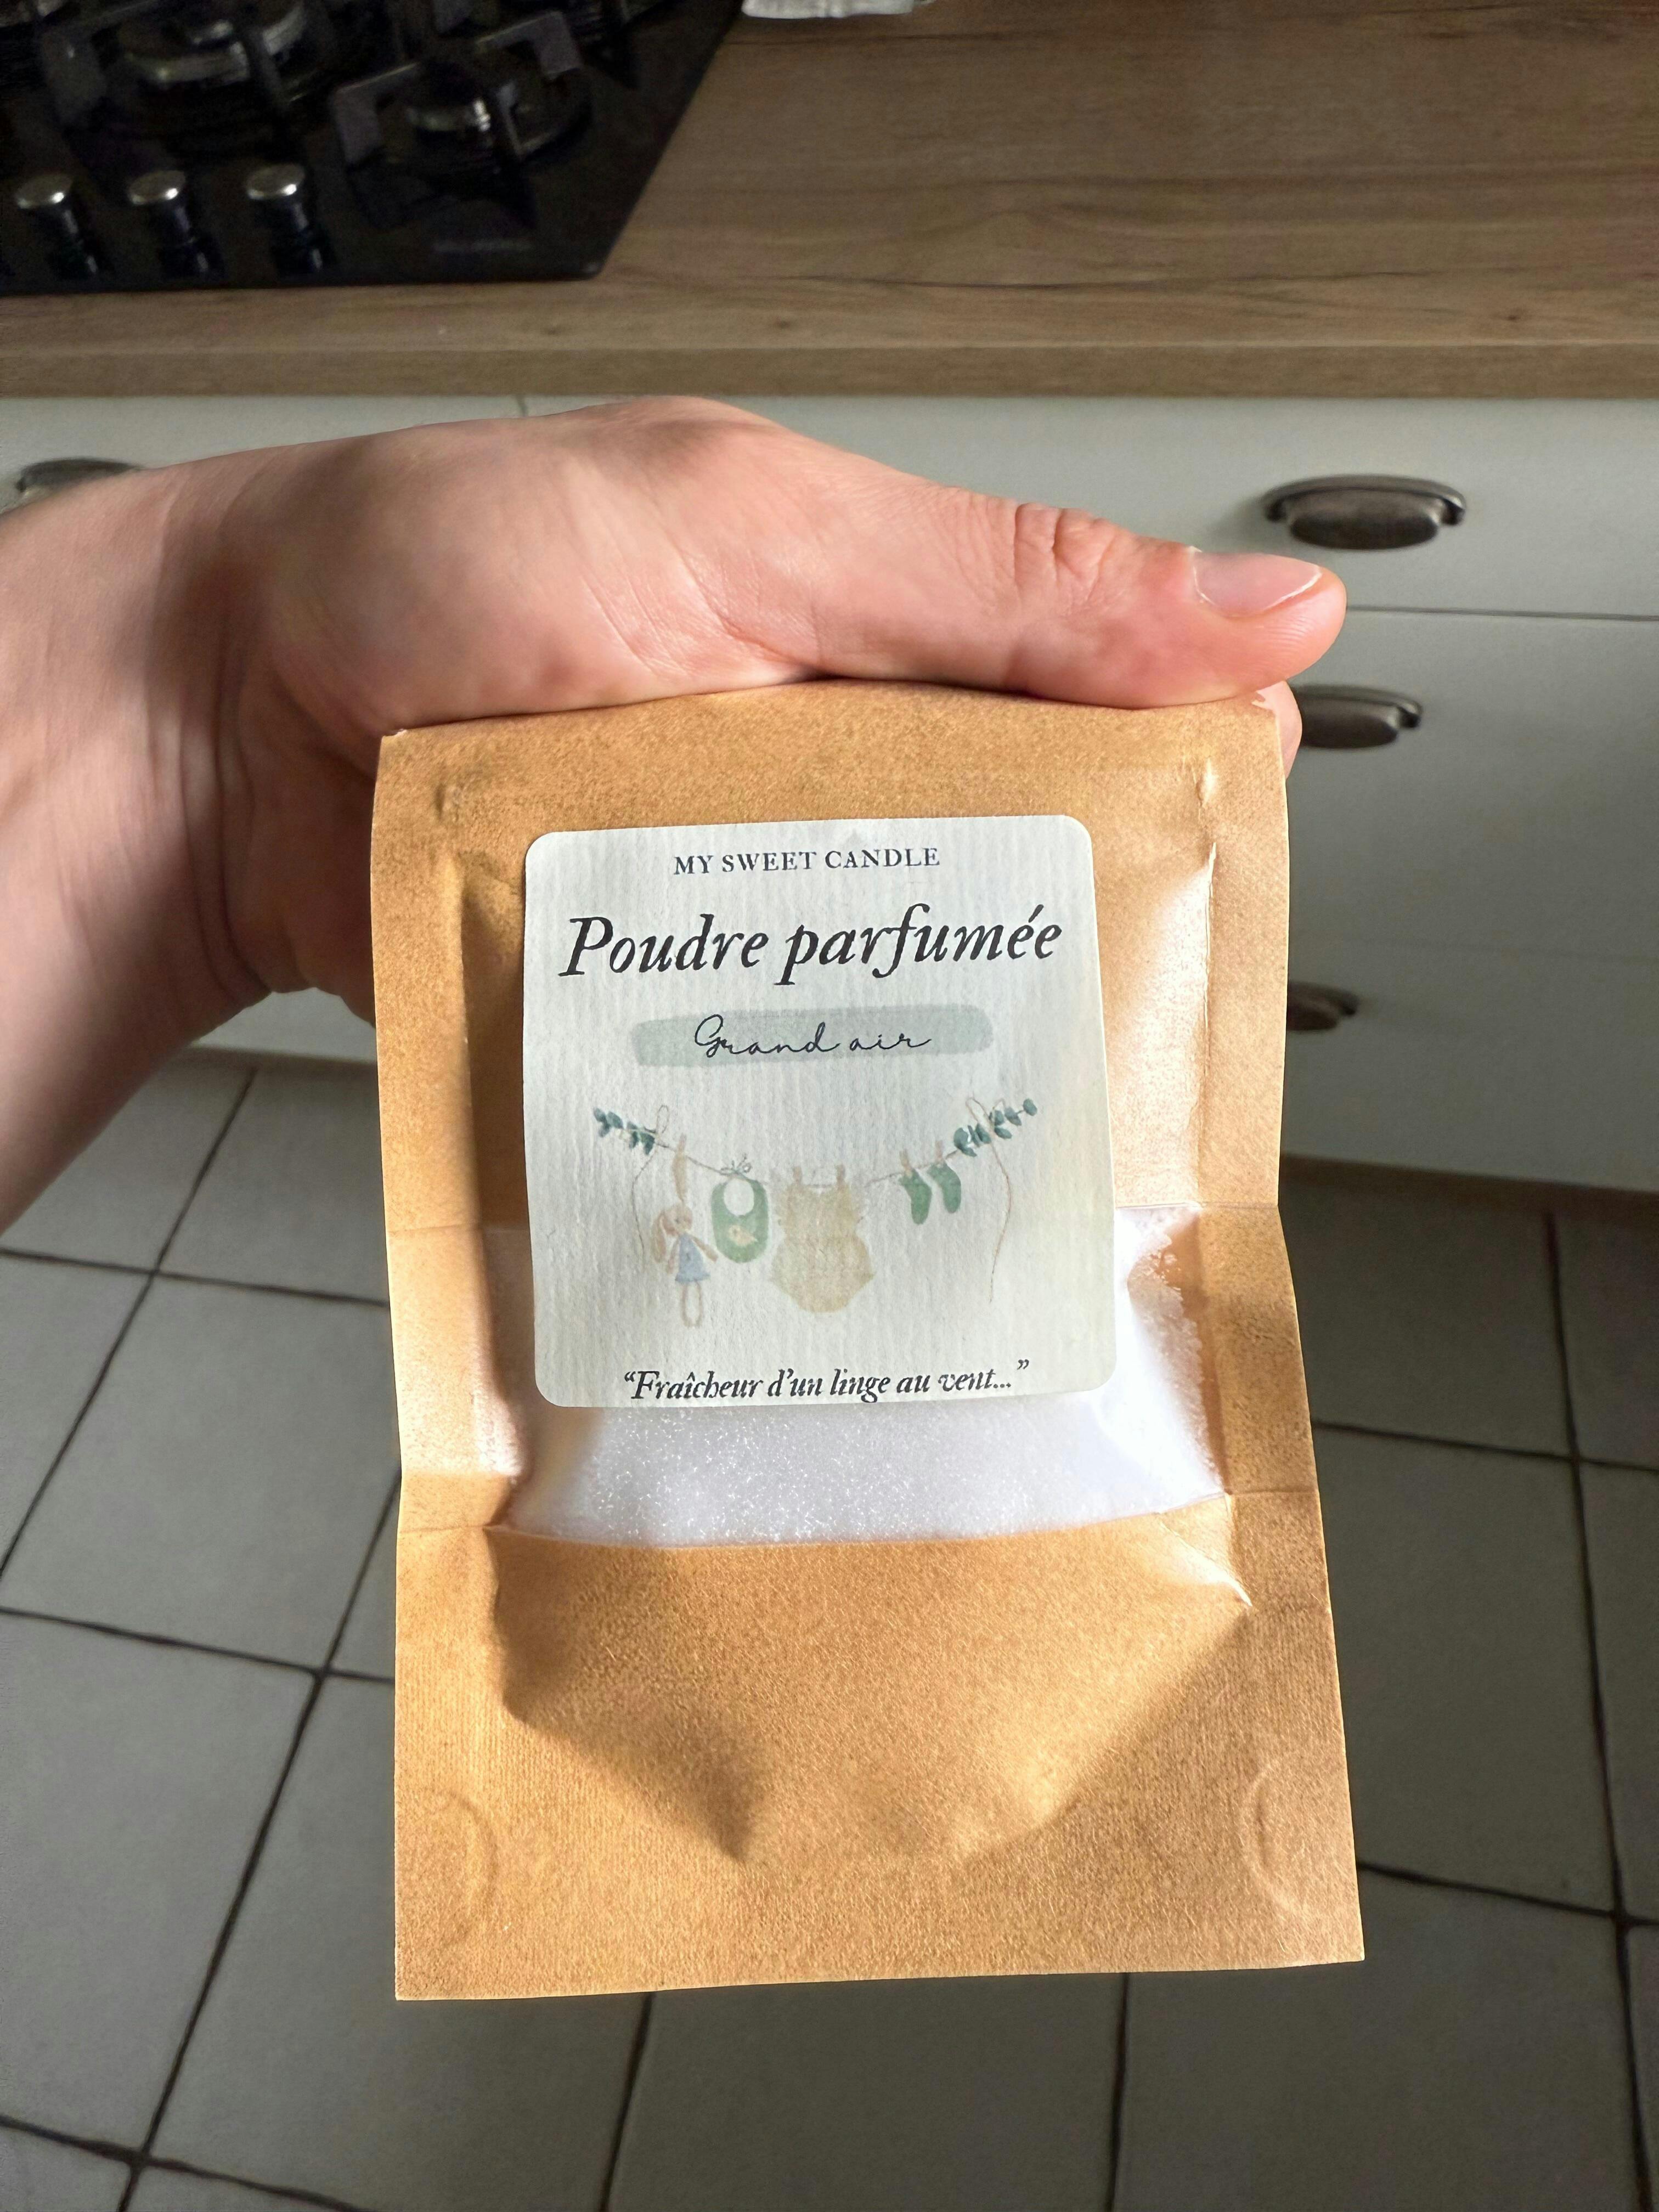 MY SWEET CANDLE
Poudre parfumée
Grand air
“Fraîcheur d’un linge au vent...”